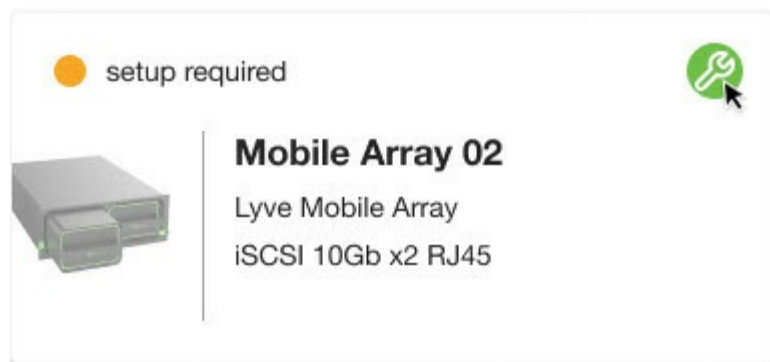 setup required
Mobile Array 02
Lyve Mobile Array
iSCSI 10Gb x2 RJ45